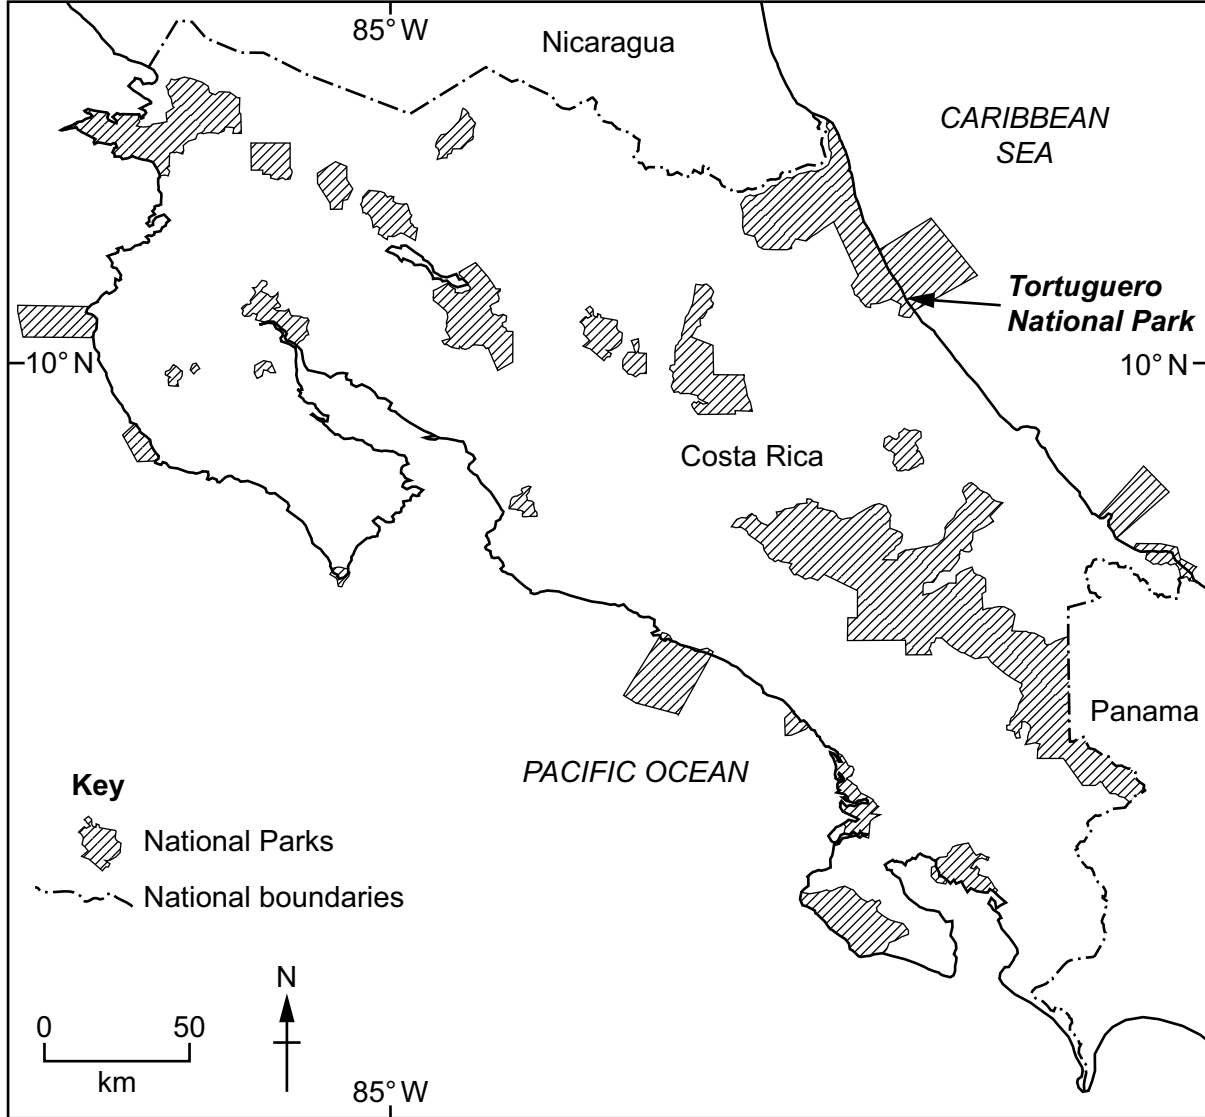 85° W
Nicaragua
CARIBBEAN
SEA
Tortuguero
National Park
10° N
10° N
Costa Rica
Panama
PACIFIC OCEAN
Key
National Parks
National boundaries
N
0 50
km
85° W